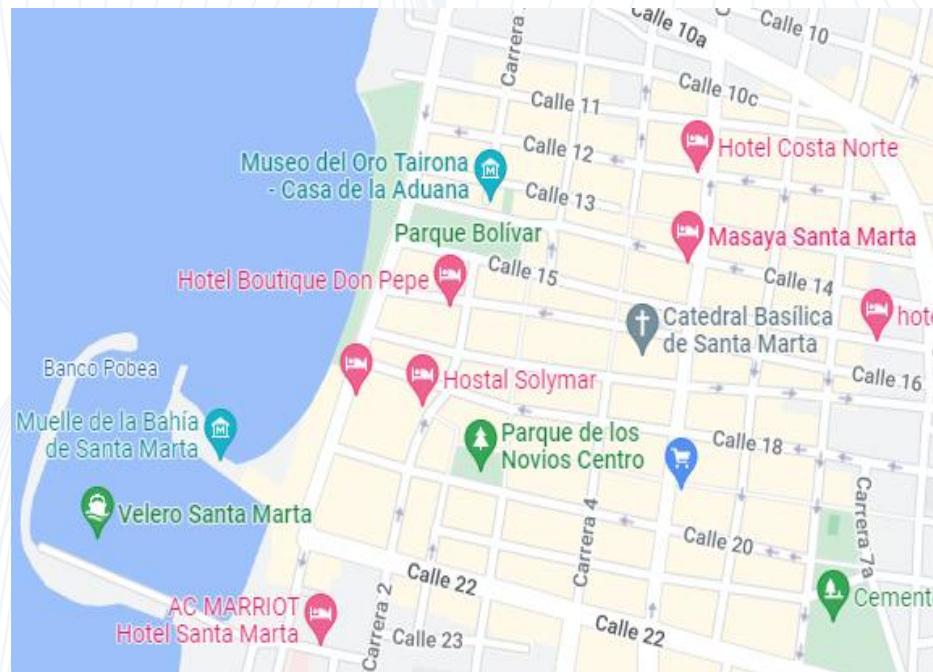 Calle 10a
Calle 10
Carrera
Calle 10c
Calle 11
Calle 12
Hotel Costa Norte
Museo del Oro Tairona
- Casa de la Aduana
Calle 13
Parque Bolívar
Masaya Santa Marta
Calle 15
Calle 14
Hotel Boutique Don Pepe
Catedral Basílica
de Santa Marta
hote
Banco Pobea
Hostal Solymar
Calle 16
Muelle de la Bahía
de Santa Marta
Parque de los
Novios Centro
Calle 18
Velero Santa Marta
Carrera 4
Carrera 7a
Calle 20
Calle 22
Cemente
AC MARRIOT
Hotel Santa Marta
Carrera 2
Calle 23
Calle 22